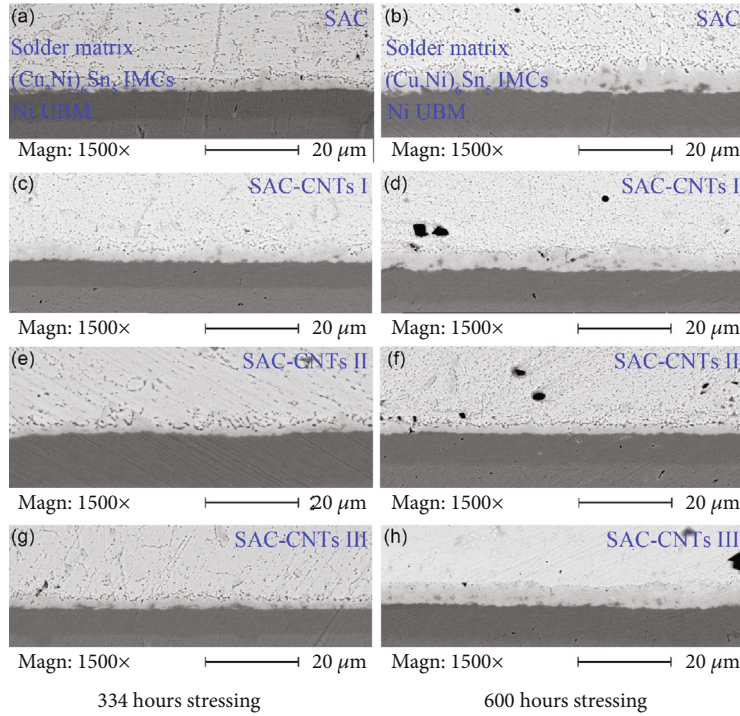 (a) SAC
Solder matrix
(Cu,Ni)₆Sn₅ IMCs
Ni UBM
Magn: 1500× 20 μm
(b) SAC
Solder matrix
(Cu,Ni)₆Sn₅ IMCs
Ni UBM
Magn: 1500× 20 μm
(c) SAC-CNTs I
Magn: 1500× 20 μm
(d) SAC-CNTs I
Magn: 1500× 20 μm
(e) SAC-CNTs II
Magn: 1500× 20 μm
(f) SAC-CNTs II
Magn: 1500× 20 μm
(g) SAC-CNTs III
Magn: 1500× 20 μm
(h) SAC-CNTs III
Magn: 1500× 20 μm
334 hours stressing
600 hours stressing